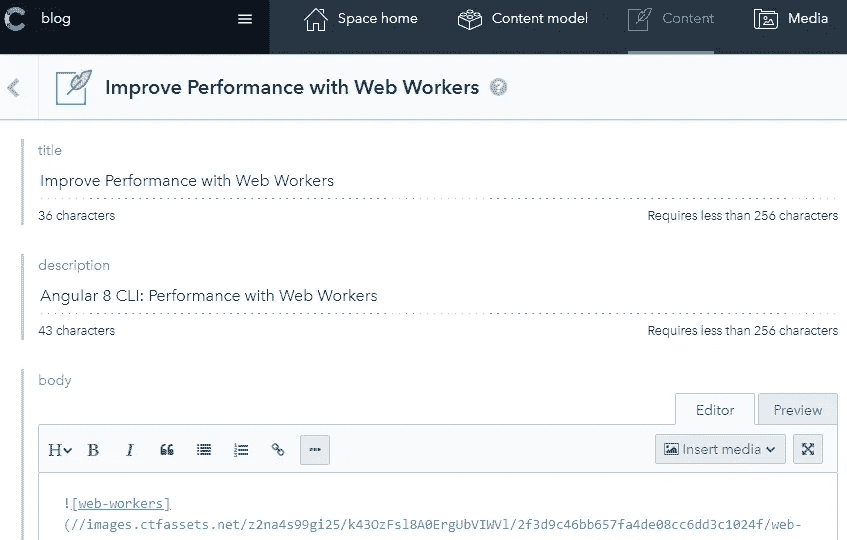 blog
Space home
Content model
Content
Media
Improve Performance with Web Workers ?
title
Improve Performance with Web Workers
36 characters
Requires less than 256 characters
description
Angular 8 CLI: Performance with Web Workers
43 characters
Requires less than 256 characters
body
Editor
Preview
H B I Insert media
![web-workers]
(//images.ctfassets.net/z2na4s99gi25/k43OzFsl8A0ErgUbVIWVl/2f3d9c46bb657fa4de08cc6dd3c1024f/web-